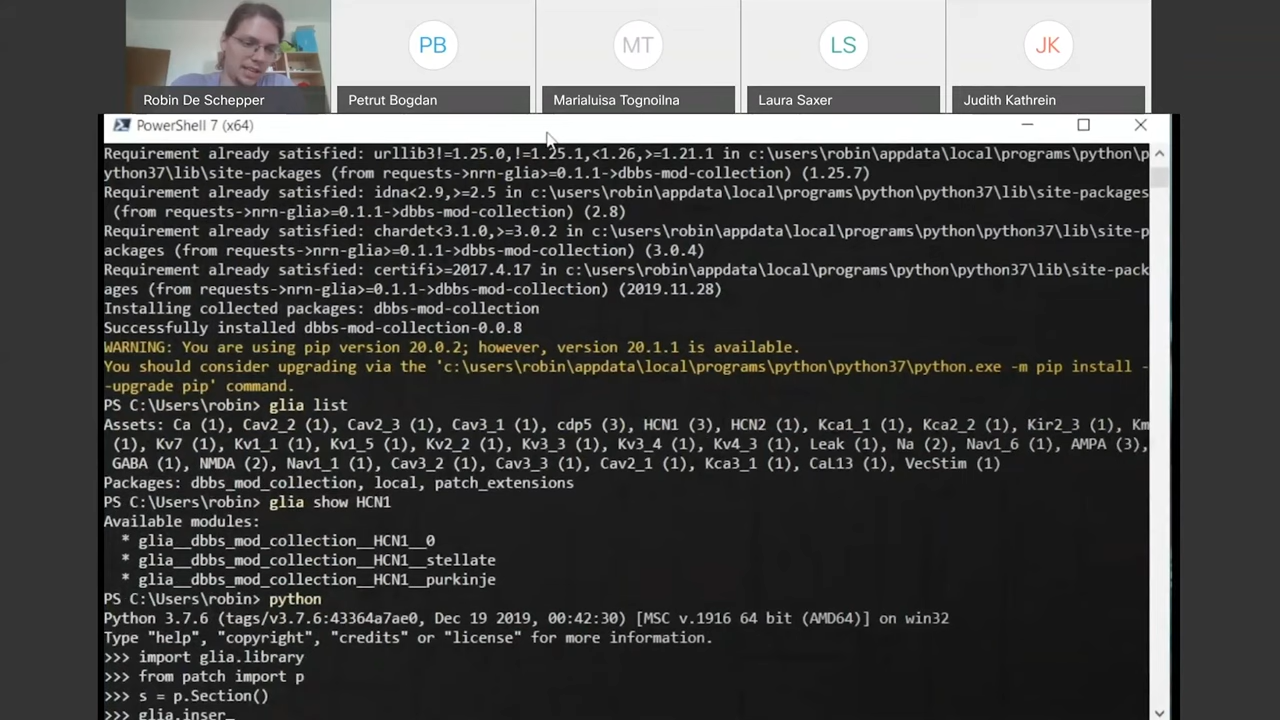 PB
MT
LS
JK
Robin De Schepper
Petrut Bogdan
Marialuisa Tognoilna
Laura Saxer
Judith Kathrein
PowerShell 7 (x64)
Requirement already satisfied: urllib3!=1.25.0,!=1.25.1,<1.26,>=1.21.1 in c:\users\robin\appdata\local\programs\python\p
ython37\lib\site-packages (from requests->nrn-glia>=0.1.1->dbbs-mod-collection) (1.25.7)
Requirement already satisfied: idna<2.9,>=2.5 in c:\users\robin\appdata\local\programs\python\python37\lib\site-packages
(from requests->nrn-glia>=0.1.1->dbbs-mod-collection) (2.8)
Requirement already satisfied: chardet<3.1.0,>=3.0.2 in c:\users\robin\appdata\local\programs\python\python37\lib\site-p
ackages (from requests->nrn-glia>=0.1.1->dbbs-mod-collection) (3.0.4)
Requirement already satisfied: certifi>=2017.4.17 in c:\users\robin\appdata\local\programs\python\python37\lib\site-pack
ages (from requests->nrn-glia>=0.1.1->dbbs-mod-collection) (2019.11.28)
Installing collected packages: dbbs-mod-collection
Successfully installed dbbs-mod-collection-0.0.8
WARNING: You are using pip version 20.0.2; however, version 20.1.1 is available.
You should consider upgrading via the 'c:\users\robin\appdata\local\programs\python\python37\python.exe -m pip install -
-upgrade pip' command.
PS C:\Users\robin> glia list
Assets: Ca (1), Cav2_2 (1), Cav2_3 (1), Cav3_1 (1), cdp5 (3), HCN1 (3), HCN2 (1), Kca1_1 (1), Kca2_2 (1), Kir2_3 (1), Km
(1), Kv7 (1), Kv1_1 (1), Kv1_5 (1), Kv2_2 (1), Kv3_3 (1), Kv3_4 (1), Kv4_3 (1), Leak (1), Na (2), Nav1_6 (1), AMPA (3),
GABA (1), NMDA (2), Nav1_1 (1), Cav3_2 (1), Cav3_3 (1), Cav2_1 (1), Kca3_1 (1), CaL13 (1), VecStim (1)
Packages: dbbs_mod_collection, local, patch_extensions
PS C:\Users\robin> glia show HCN1
Available modules:
* glia__dbbs_mod_collection__HCN1__0
* glia__dbbs_mod_collection__HCN1__stellate
* glia__dbbs_mod_collection__HCN1__purkinje
PS C:\Users\robin> python
Python 3.7.6 (tags/v3.7.6:43364a7ae0, Dec 19 2019, 00:42:30) [MSC v.1916 64 bit (AMD64)] on win32
Type "help", "copyright", "credits" or "license" for more information.
>>> import glia.library
>>> from patch import p
>>> s = p.Section()
>>> glia.inser_